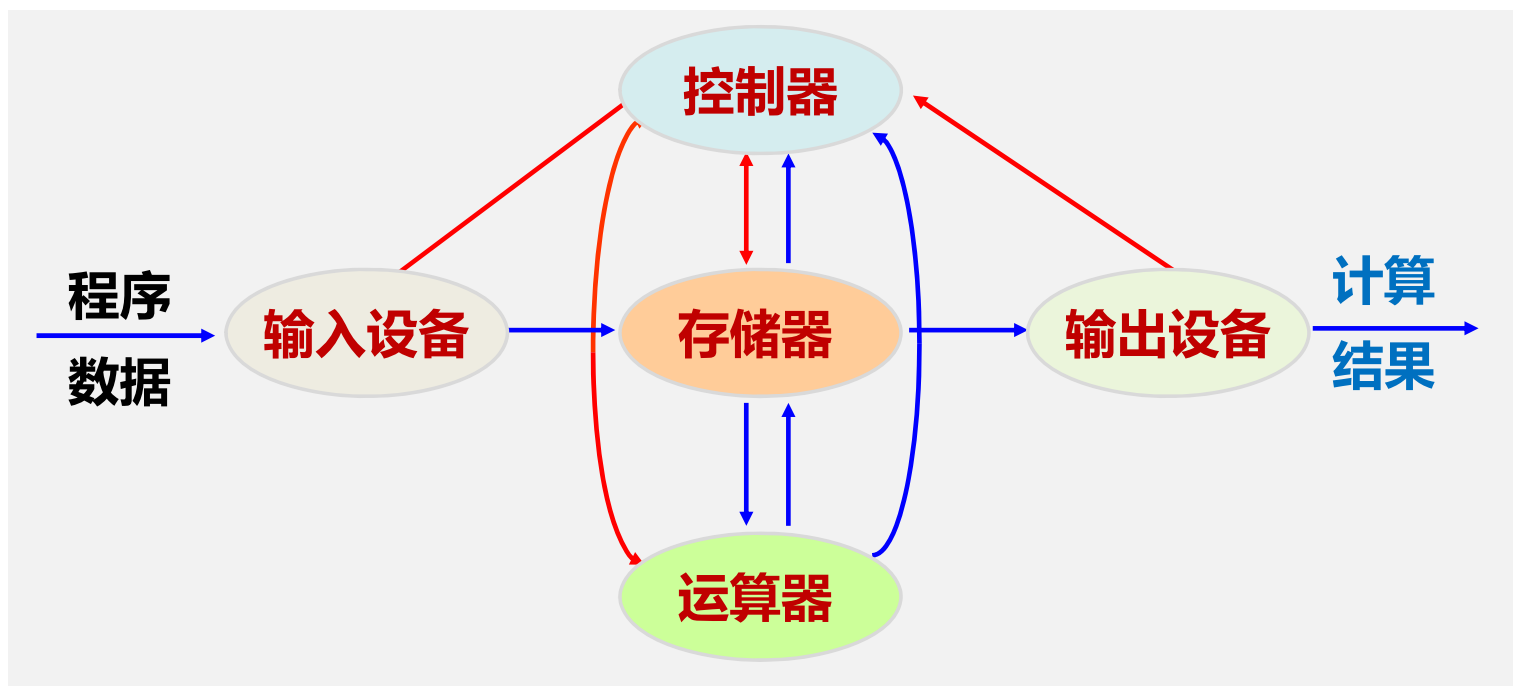 控制器
程序
数据
输入设备
存储器
输出设备
计算
结果
运算器